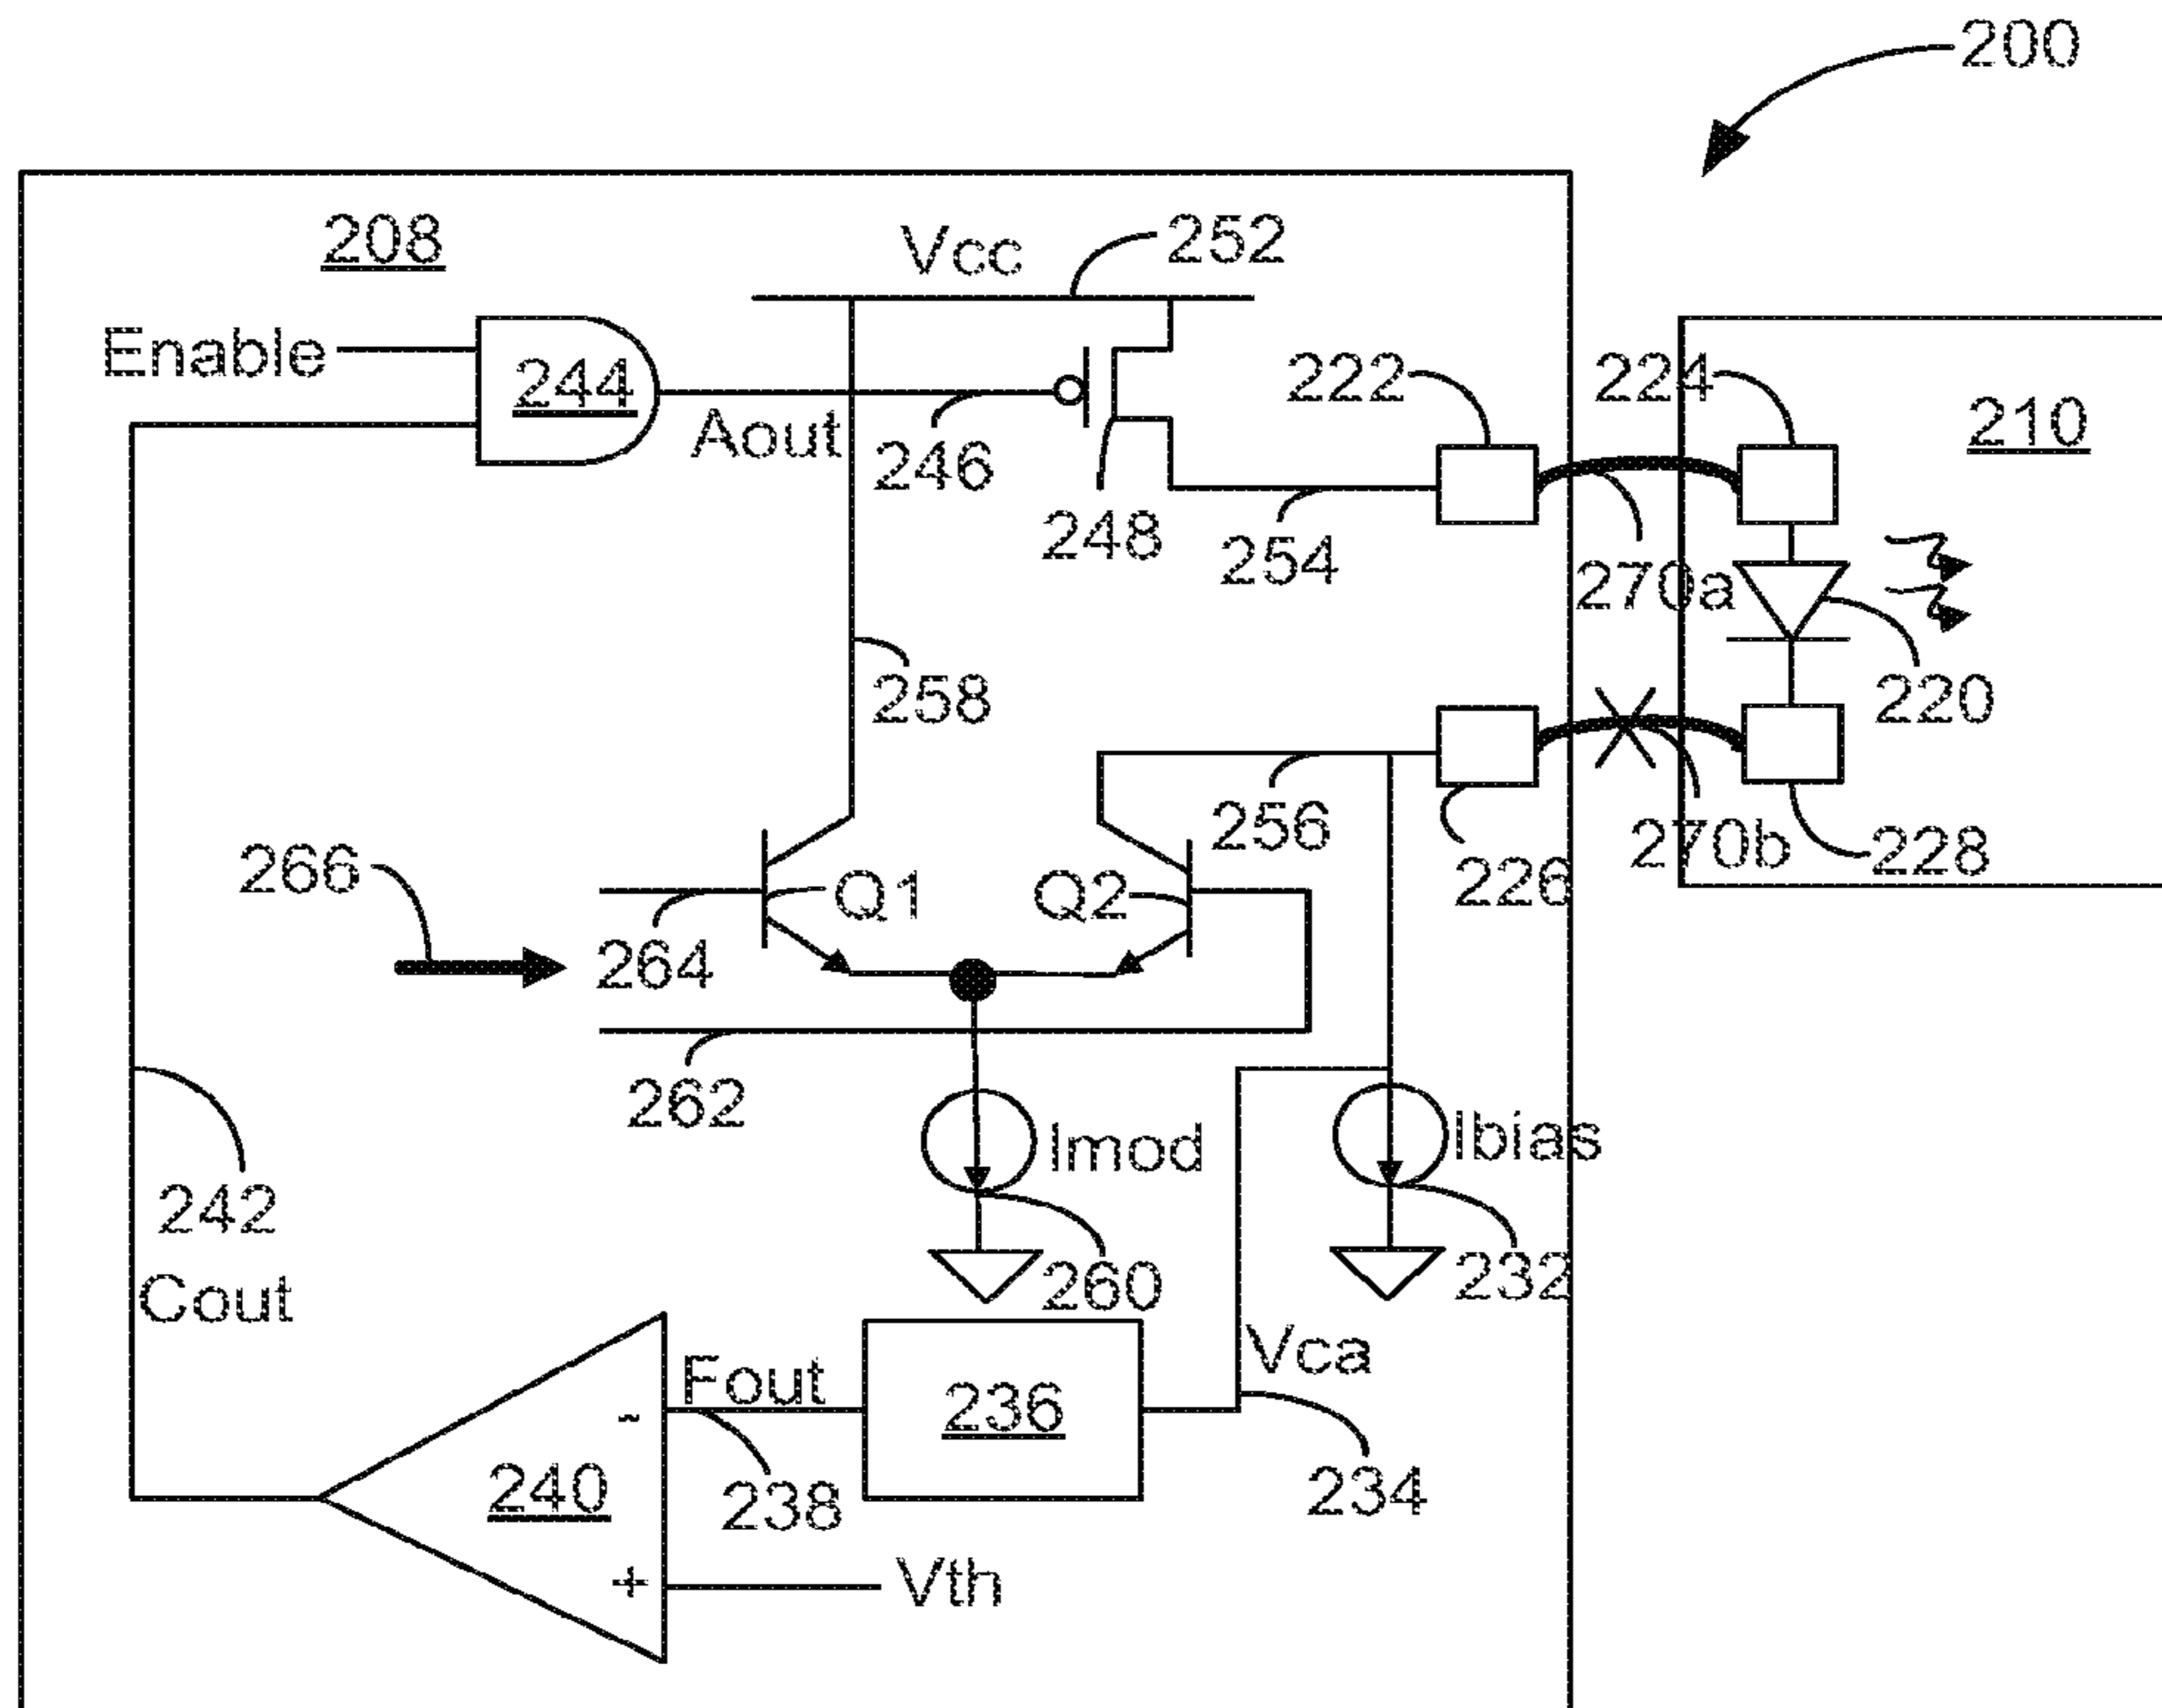 200
208
Vcc
252
Enable
244
Aout
246
248
254
222
224
210
270a
220
258
256
226
270b
228
266
264
Q1
Q2
262
Imod
Ibias
260
232
242
Cout
Fout
236
Vca
238
234
240
-
+
Vth